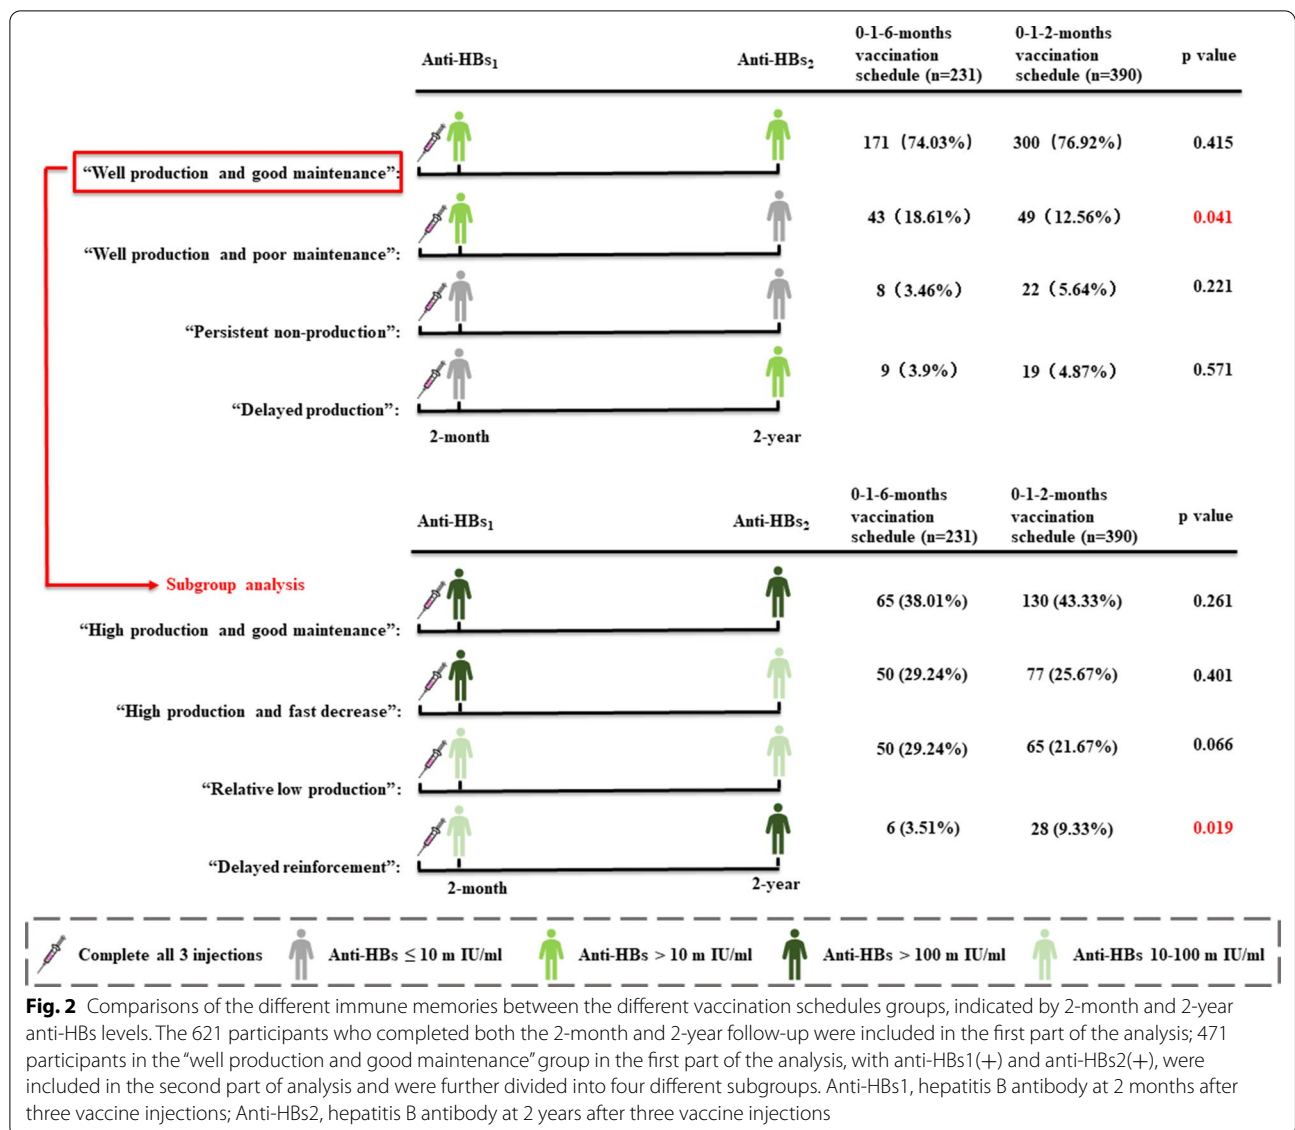 Anti-HBs₁
Anti-HBs₂
0-1-6-months
vaccination
schedule (n=231)
0-1-2-months
vaccination
schedule (n=390)
p value
“Well production and good maintenance”:
171 (74.03%)
300 (76.92%)
0.415
“Well production and poor maintenance”:
43 (18.61%)
49 (12.56%)
0.041
“Persistent non-production”:
8 (3.46%)
22 (5.64%)
0.221
“Delayed production”:
9 (3.9%)
19 (4.87%)
0.571
2-month
2-year
Anti-HBs₁
Anti-HBs₂
0-1-6-months
vaccination
schedule (n=231)
0-1-2-months
vaccination
schedule (n=390)
p value
Subgroup analysis
“High production and good maintenance”:
65 (38.01%)
130 (43.33%)
0.261
“High production and fast decrease”:
50 (29.24%)
77 (25.67%)
0.401
“Relative low production”:
50 (29.24%)
65 (21.67%)
0.066
“Delayed reinforcement”:
6 (3.51%)
28 (9.33%)
0.019
2-month
2-year
Complete all 3 injections
Anti-HBs ≤ 10 m IU/ml
Anti-HBs > 10 m IU/ml
Anti-HBs > 100 m IU/ml
Anti-HBs 10-100 m IU/ml
Fig. 2 Comparisons of the different immune memories between the different vaccination schedules groups, indicated by 2-month and 2-year
anti-HBs levels. The 621 participants who completed both the 2-month and 2-year follow-up were included in the first part of the analysis; 471
participants in the “well production and good maintenance” group in the first part of the analysis, with anti-HBs1(+) and anti-HBs2(+), were
included in the second part of analysis and were further divided into four different subgroups. Anti-HBs1, hepatitis B antibody at 2 months after
three vaccine injections; Anti-HBs2, hepatitis B antibody at 2 years after three vaccine injections